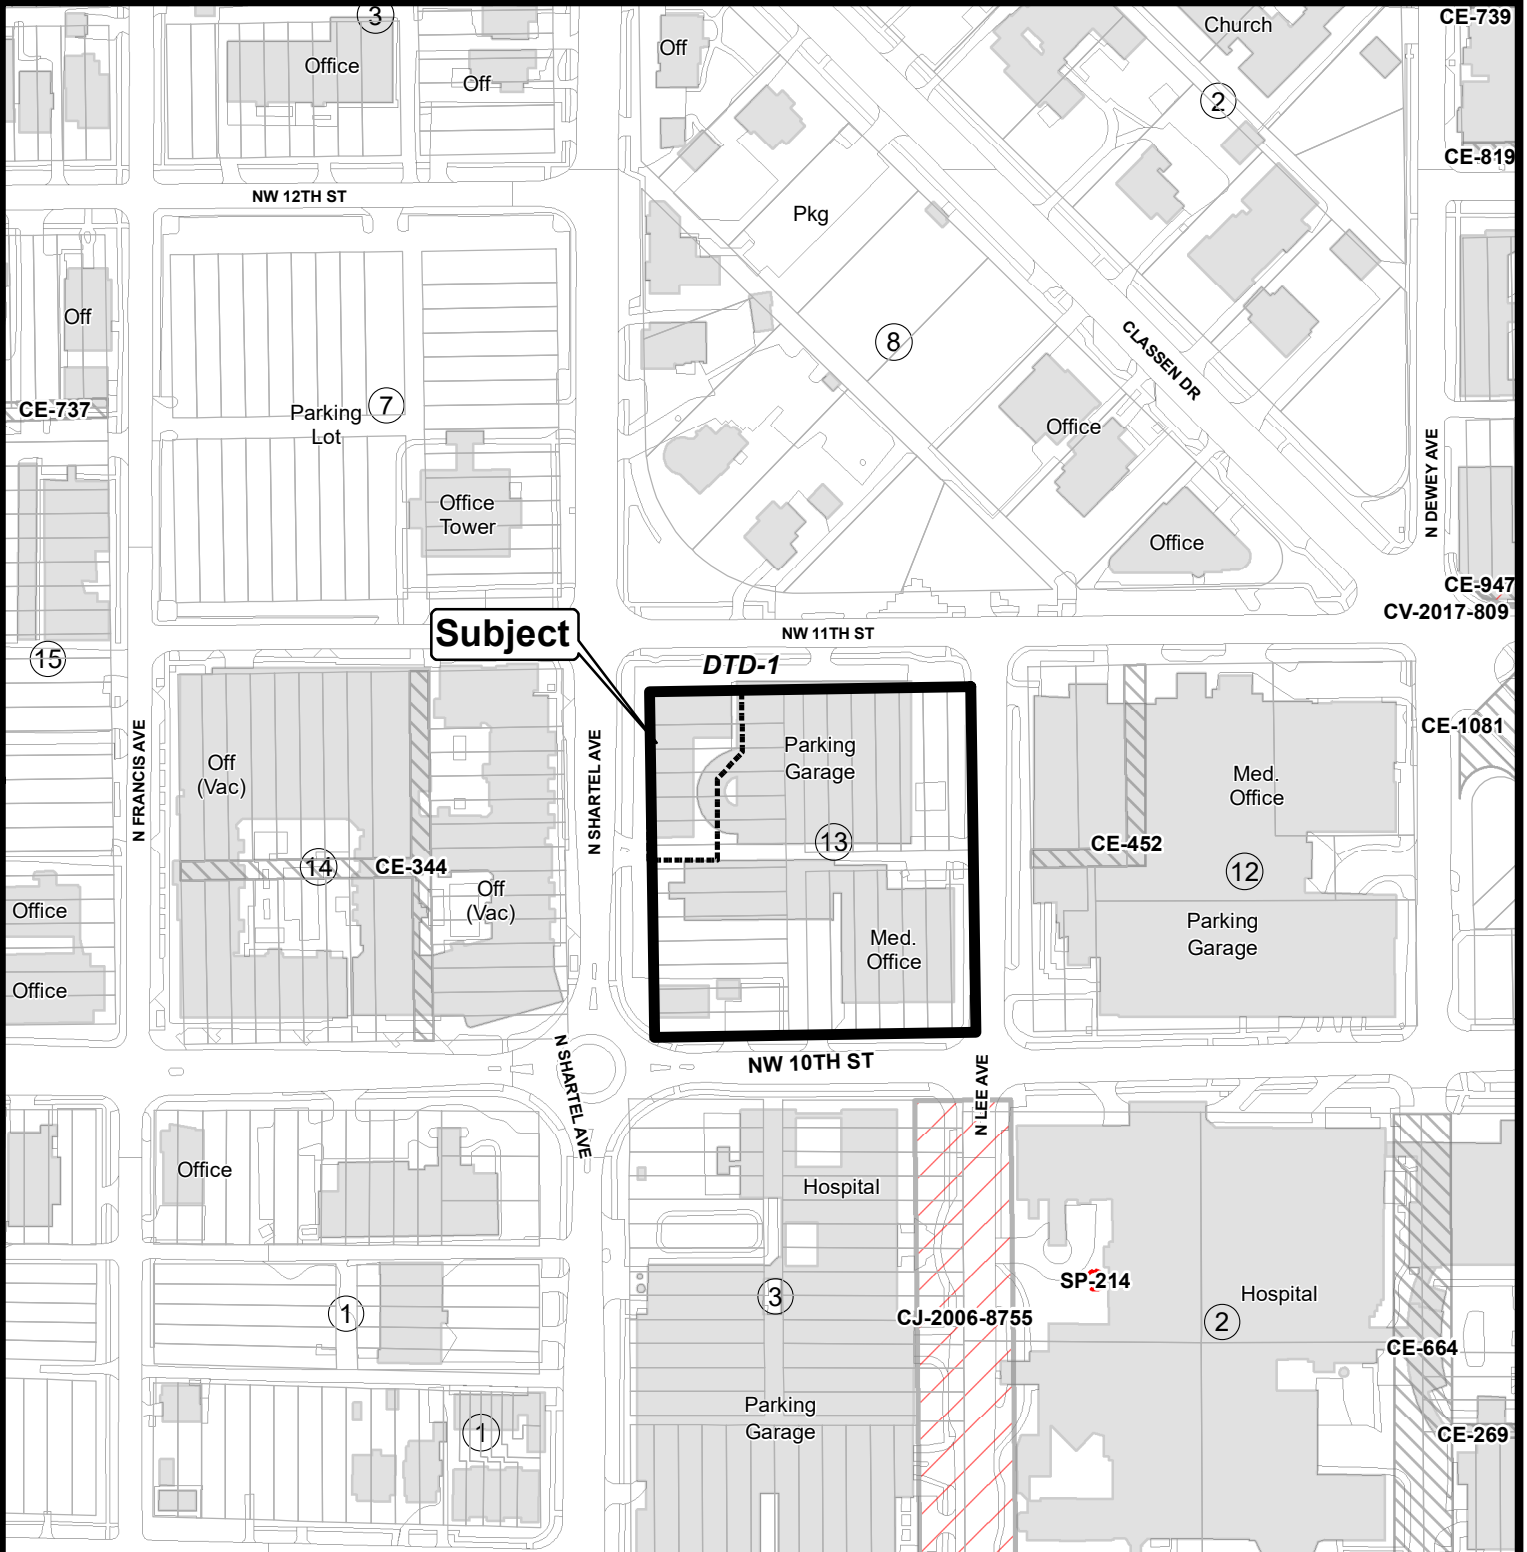 3
Office
Off
Off
Church
CE-739
2
CE-819
NW 12TH ST
Pkg
Off
CE-737
Parking
Lot
7
8
CLASSEN DR
Office
N DEWEY AVE
Office
Tower
Office
CE-947
CV-2017-809
Subject
NW 11TH ST
15
DTD-1
N FRANCIS AVE
Off
(Vac)
N SHARTEL AVE
Parking
Garage
CE-1081
Med.
Office
14
CE-344
13
CE-452
12
Office
Off
(Vac)
Med.
Office
Parking
Garage
Office
N SHARTEL AVE
NW 10TH ST
N LEE AVE
Office
Hospital
SP-214
Hospital
1
3
CJ-2006-8755
2
CE-664
1
Parking
Garage
CE-269